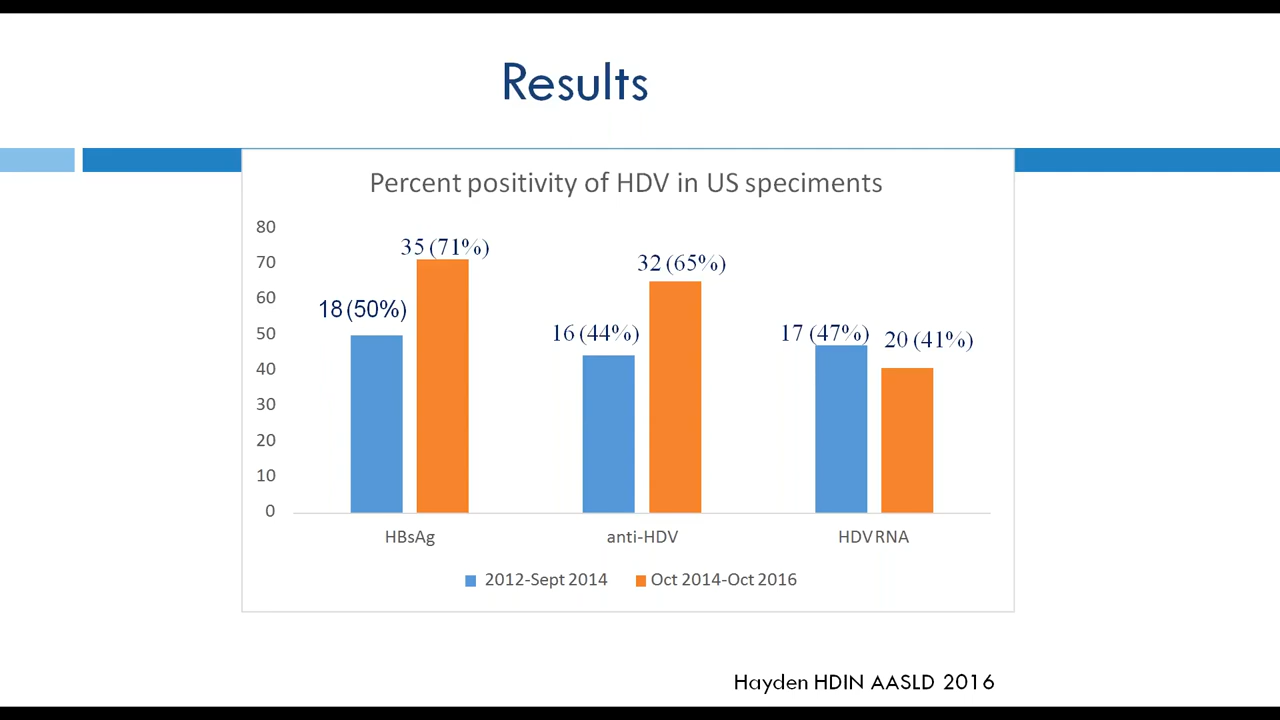 Results
Percent positivity of HDV in US speciments
80
70
60
50
40
30
20
10
0
35 (71%)
18 (50%)
32 (65%)
16 (44%)
17 (47%)
20 (41%)
HBsAg
anti-HDV
HDV RNA
2012-Sept 2014
Oct 2014-Oct 2016
Hayden HDIN AASLD 2016